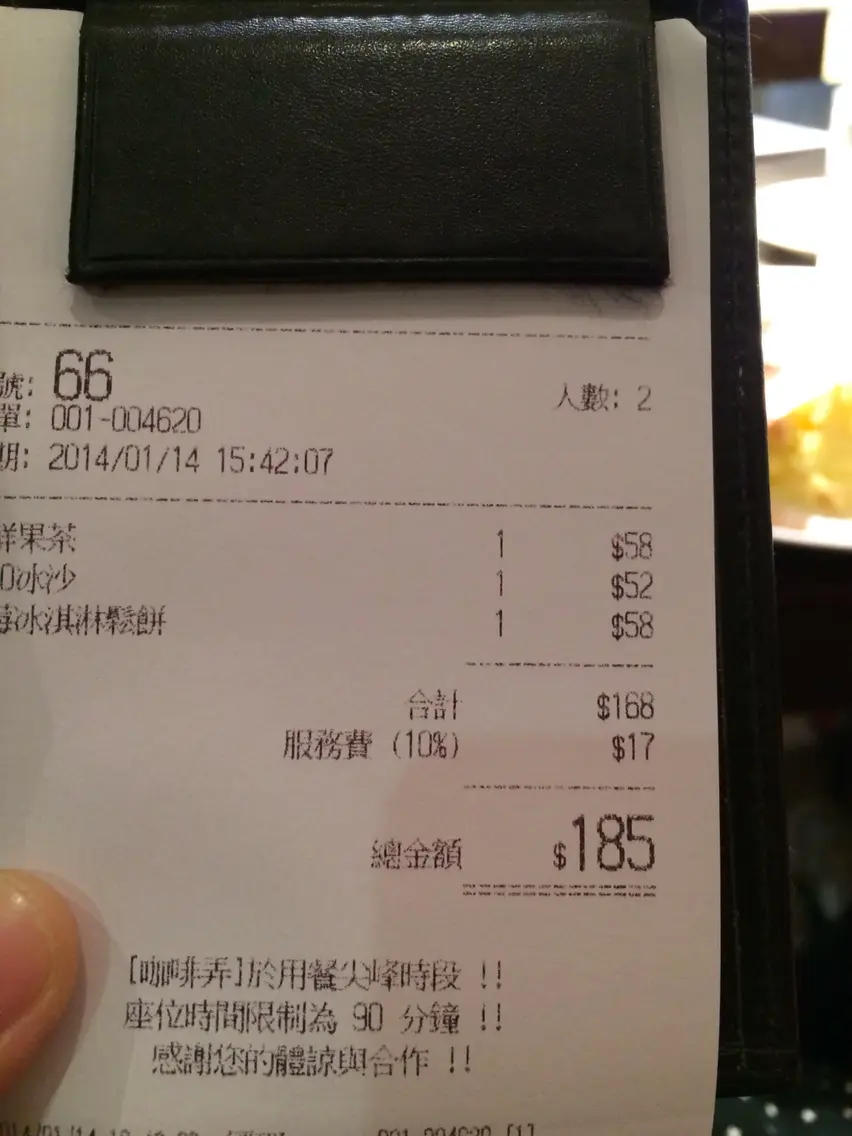 號: 66
人數: 2
單: 001-004620
期: 2014/01/14 15:42:07
鮮果茶 1 $58
O冰沙 1 $52
莓冰淇淋鬆餅 1 $58
合計 $168
服務費 (10%) $17
總金額 $185
[咖啡弄]於用餐尖峰時段 !!
座位時間限制為 90 分鐘 !!
感謝您的體諒與合作 !!